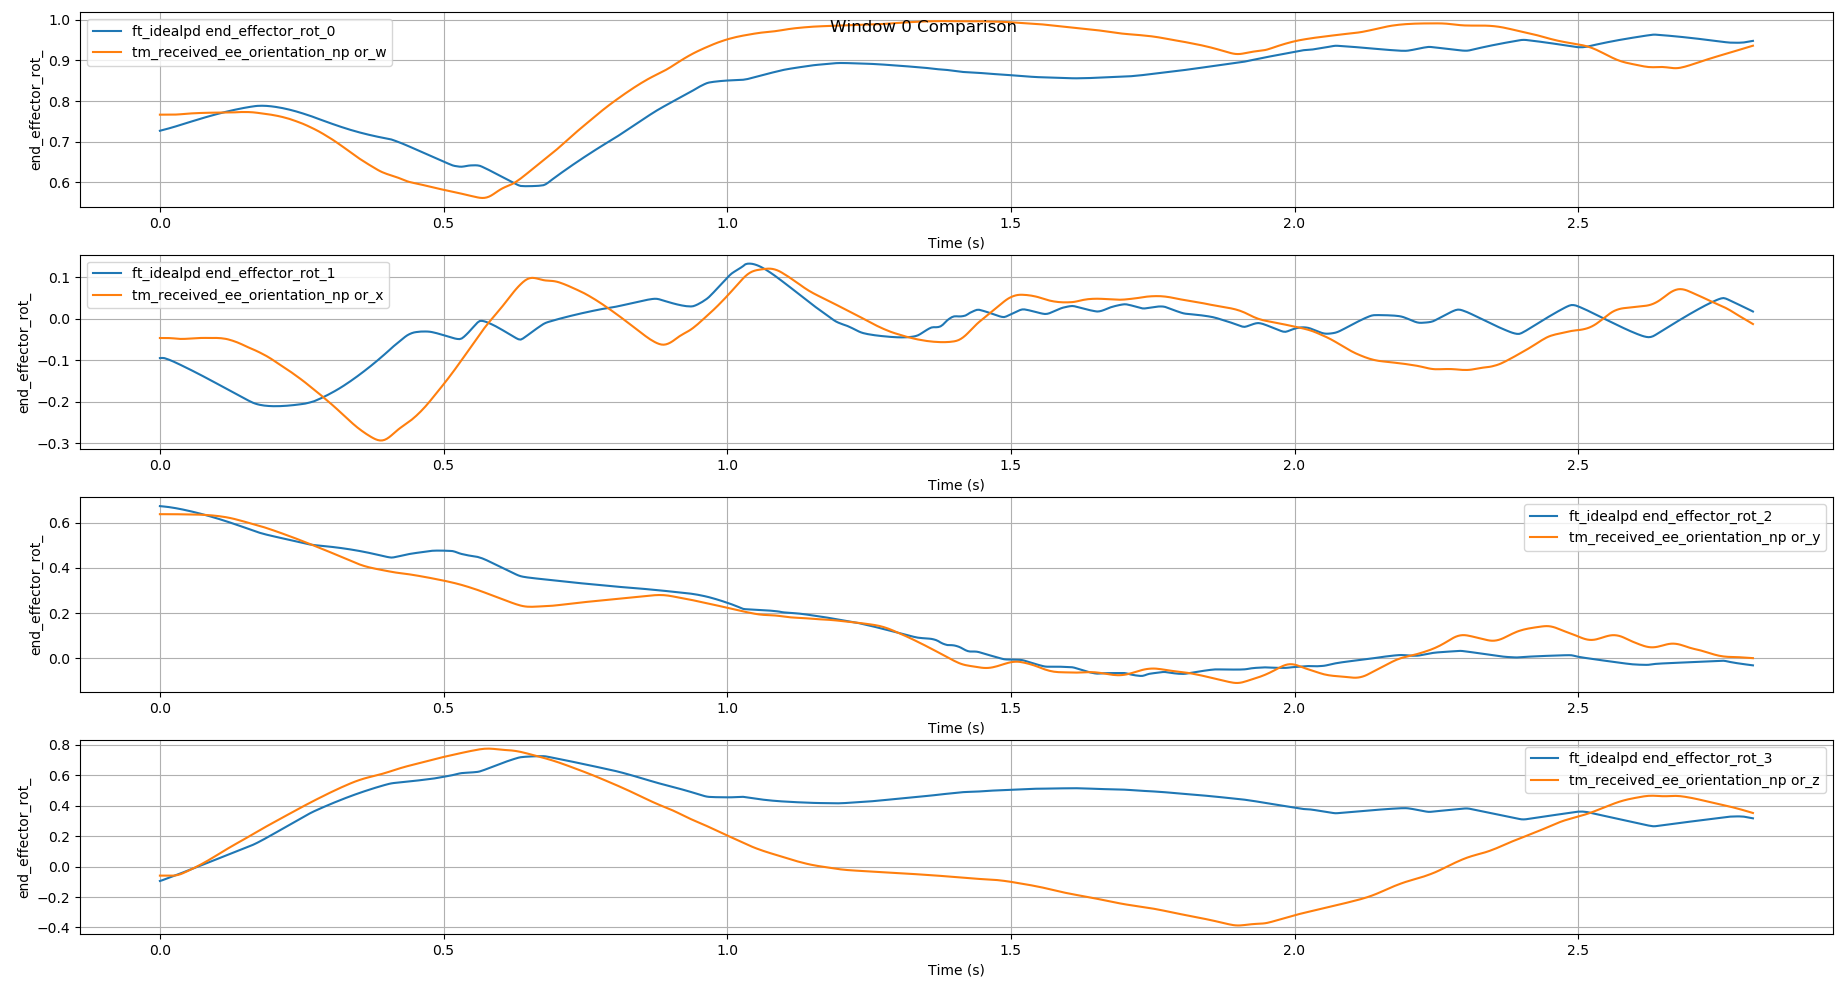 Window 0 Comparison
ft_idealpd end_effector_rot_0
tm_received_ee_orientation_np or_w
end_effector_rot_
1.0
0.9
0.8
0.7
0.6
0.0 0.5 1.0 1.5 2.0 2.5
Time (s)
ft_idealpd end_effector_rot_1
tm_received_ee_orientation_np or_x
end_effector_rot_
0.1
0.0
−0.1
−0.2
−0.3
0.0 0.5 1.0 1.5 2.0 2.5
Time (s)
ft_idealpd end_effector_rot_2
tm_received_ee_orientation_np or_y
end_effector_rot_
0.6
0.4
0.2
0.0
0.0 0.5 1.0 1.5 2.0 2.5
Time (s)
ft_idealpd end_effector_rot_3
tm_received_ee_orientation_np or_z
end_effector_rot_
0.8
0.6
0.4
0.2
0.0
−0.2
−0.4
0.0 0.5 1.0 1.5 2.0 2.5
Time (s)